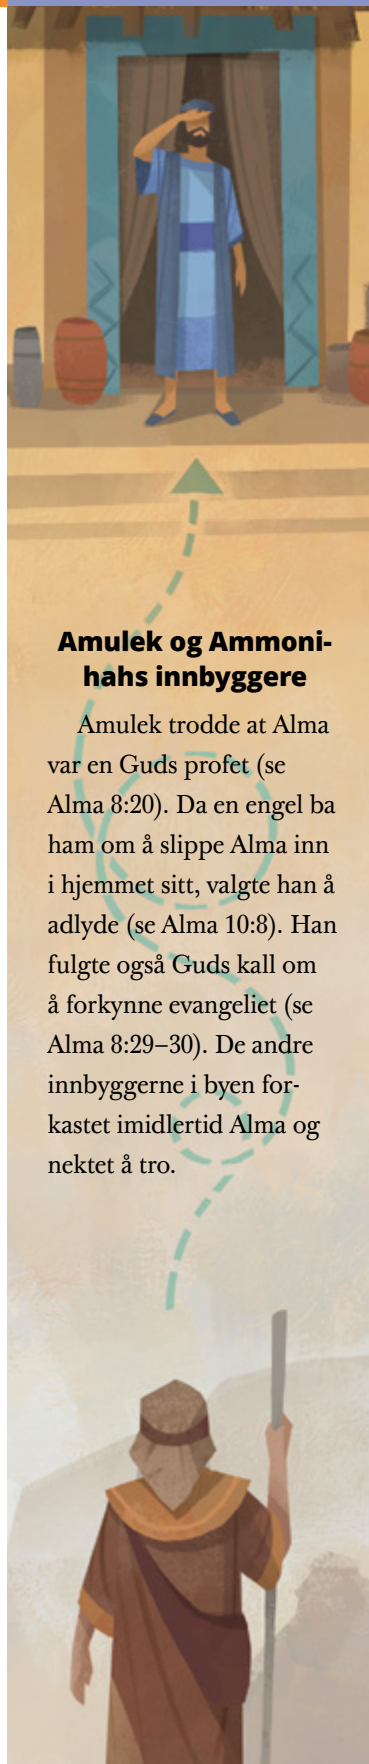 Amulek og Ammoni-
hahs innbyggere
Amulek trodde at Alma
var en Guds profet (se
Alma 8:20). Da en engel ba
ham om å slippe Alma inn
i hjemmet sitt, valgte han å
adlyde (se Alma 10:8). Han
fulgte også Guds kall om
å forkynne evangeliet (se
Alma 8:29–30). De andre
innbyggerne i byen for-
kastet imidlertid Alma og
nektet å tro.